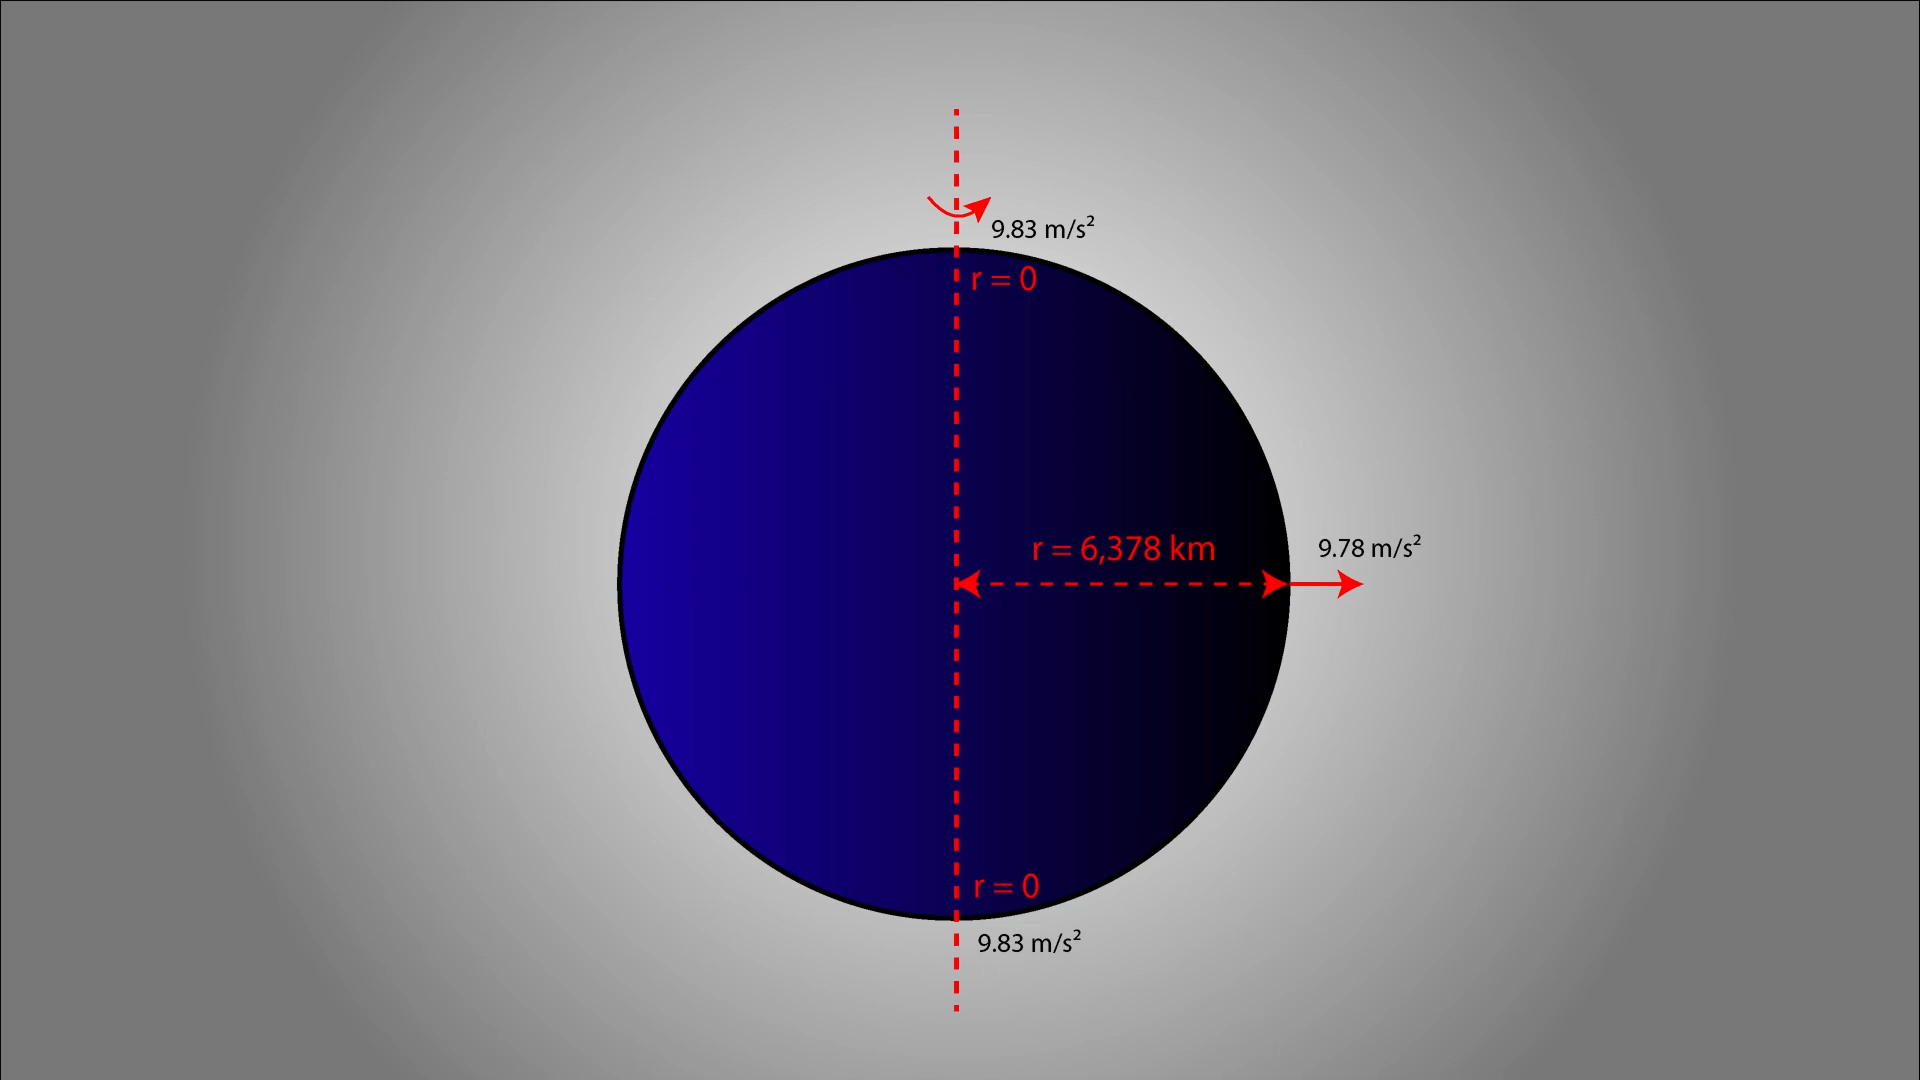 9.83 m/s²
r = 0
r = 6,378 km
9.78 m/s²
r = 0
9.83 m/s²